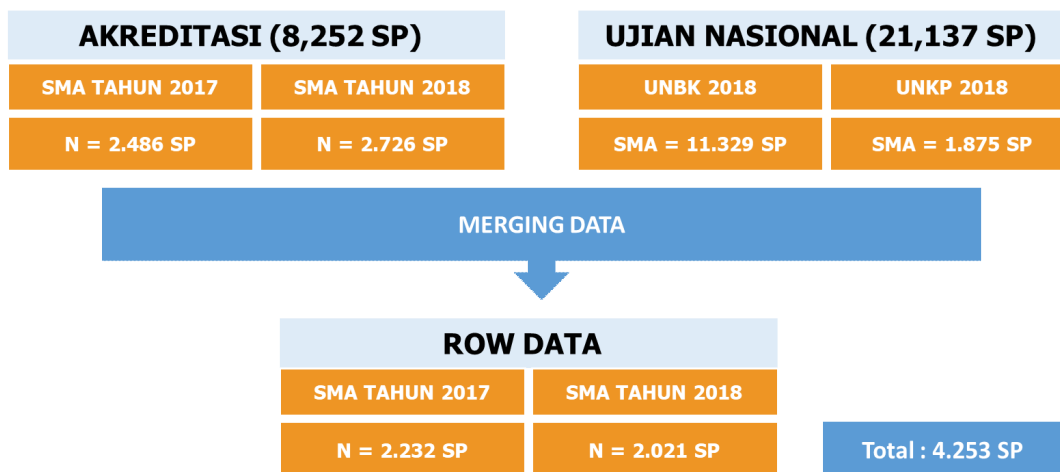 AKREDITASI (8,252 SP)
UJIAN NASIONAL (21,137 SP)
SMA TAHUN 2017
SMA TAHUN 2018
UNBK 2018
UNKP 2018
N = 2.486 SP
N = 2.726 SP
SMA = 11.329 SP
SMA = 1.875 SP
MERGING DATA
ROW DATA
SMA TAHUN 2017
SMA TAHUN 2018
N = 2.232 SP
N = 2.021 SP
Total : 4.253 SP